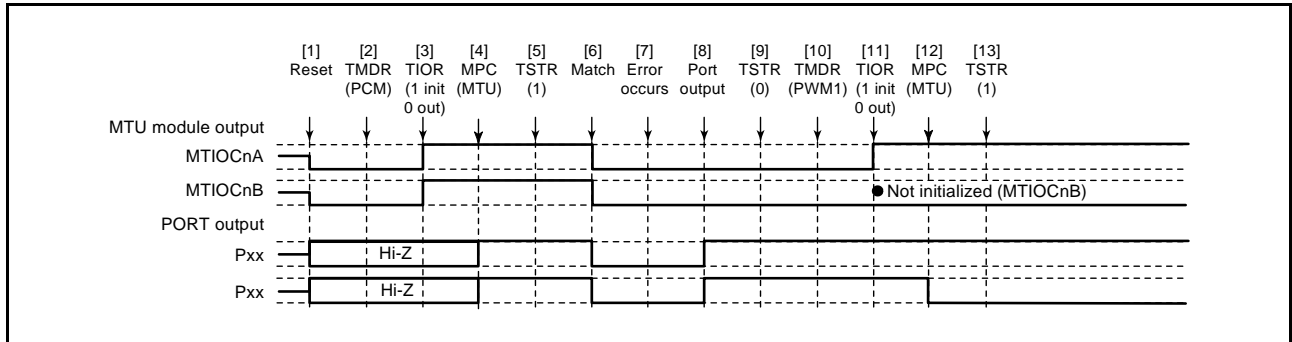 [1] [2] [3] [4] [5] [6] [7] [8] [9] [10] [11] [12] [13]
Reset TMDR TIOR MPC TSTR Match Error Port TSTR TMDR TIOR MPC TSTR
(PCM) (1 init (MTU) (1) occurs output (0) (PWM1) (1 init (MTU) (1)
0 out) 0 out)
MTU module output
MTIOCnA
MTIOCnB
Not initialized (MTIOCnB)
PORT output
Pxx
Hi-Z
Pxx
Hi-Z